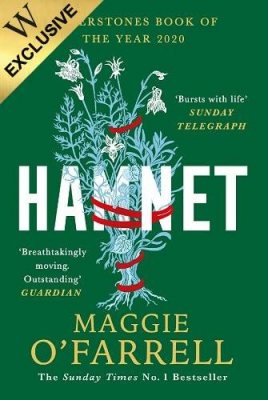 W
EXCLUSIVE
ERSTONES BOOK OF
THE YEAR 2020
'Bursts with life'
SUNDAY
TELEGRAPH
HAMNET
'Breathtakingly
moving.
Outstanding'
GUARDIAN
MAGGIE
O'FARRELL
The Sunday Times No. 1 Bestseller